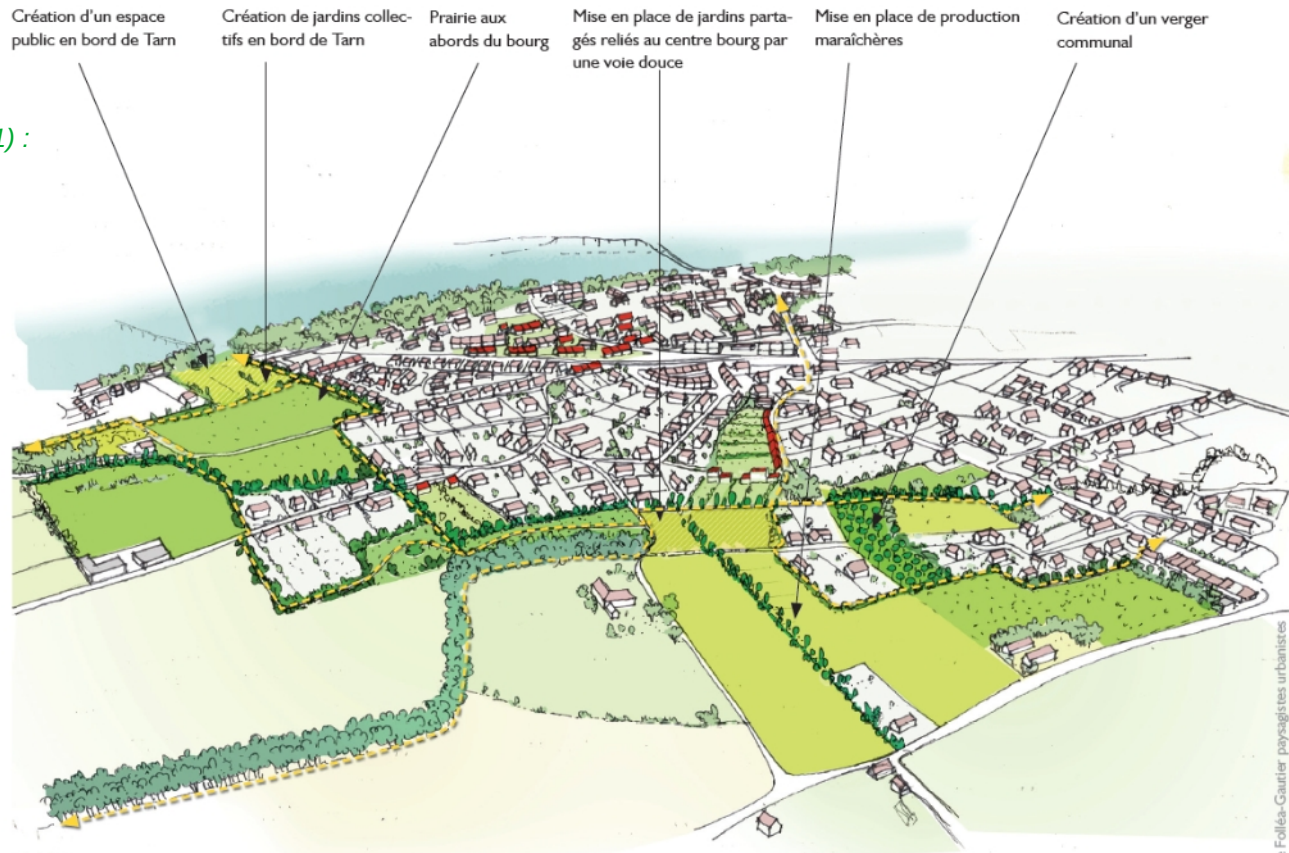 Création d'un espace
public en bord de Tarn
Création de jardins collec-
tifs en bord de Tarn
Prairie aux
abords du bourg
Mise en place de jardins parta-
gés reliés au centre bourg par
une voie douce
Mise en place de production
maraîchères
Création d'un verger
communal
) :
Folléa-Gautier paysagistes urbanistes